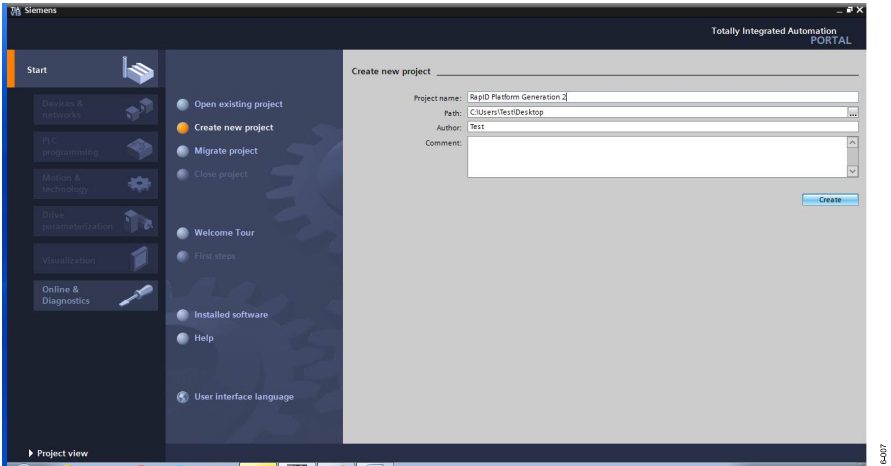 Siemens
Totally Integrated Automation
PORTAL
Start
Devices &
networks
PLC
programming
Motion &
technology
Drive
parameterization
Visualization
Online &
Diagnostics
Open existing project
Create new project
Migrate project
Close project
Welcome Tour
First steps
Installed software
Help
User interface language
Create new project
Project name: RapID Platform Generation 2
Path: C:\Users\Test\Desktop
...
Author: Test
Comment:
Create
Project view